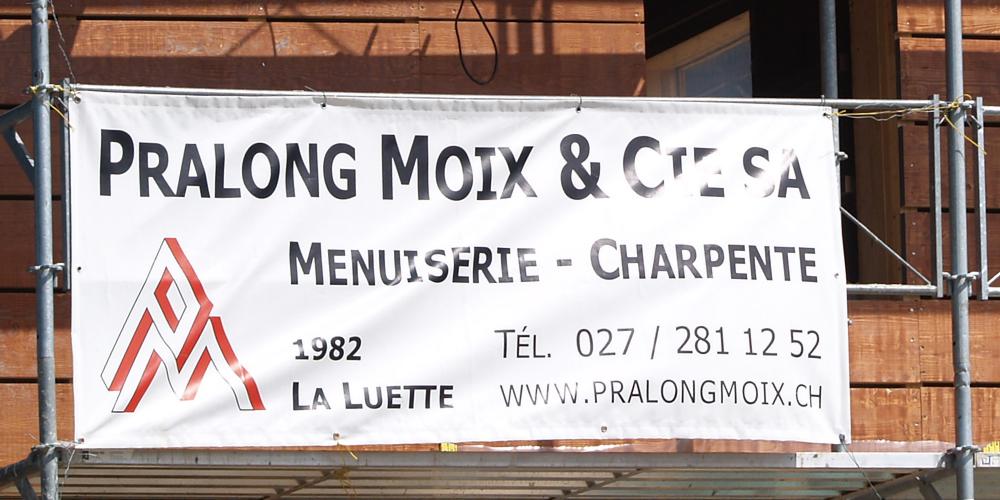 PRALONG MOIX & CIE SA
MENUISERIE - CHARPENTE
1982
TÉL. 027 / 281 12 52
LA LUETTE
WWW.PRALONGMOIX.CH